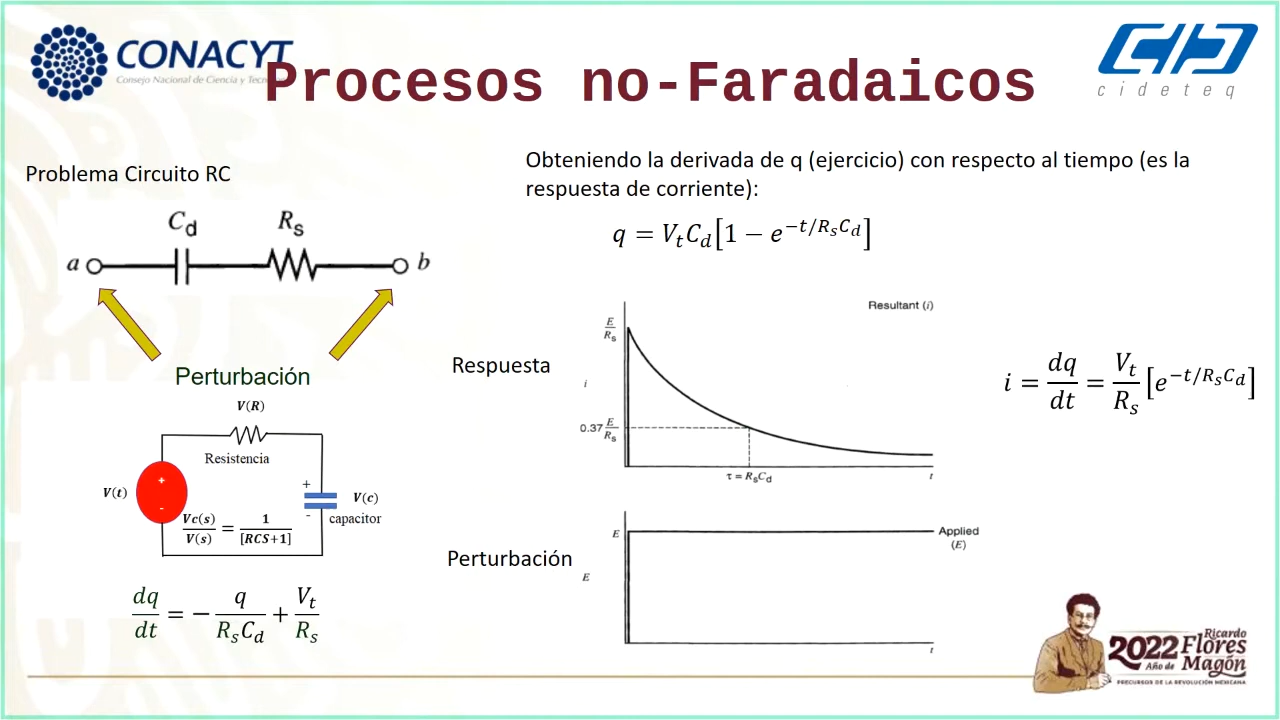 CONACYT
Consejo Nacional de Ciencia y Tecn
Procesos no-Faradaicos
cideteq
Problema Circuito RC
C_d R_s
a b
Perturbación
V(R)
Resistencia
V(t)
+
-
+
-
V(c)
capacitor
Vc(s)/V(s) = 1/[RCS+1]
dq/dt = − q/(R_s C_d) + V_t/R_s
Obteniendo la derivada de q (ejercicio) con respecto al tiempo (es la
respuesta de corriente):
q = V_t C_d [1 − e^{−t/R_s C_d}]
Respuesta
Resultant (i)
E/R_s
i
0.37 E/R_s
τ = R_s C_d
t
i = dq/dt = V_t/R_s [e^{−t/R_s C_d}]
Perturbación
E
E
Applied
(E)
t
2022 Ricardo
Flores
Año de Magón
PRECURSOR DE LA REVOLUCIÓN MEXICANA